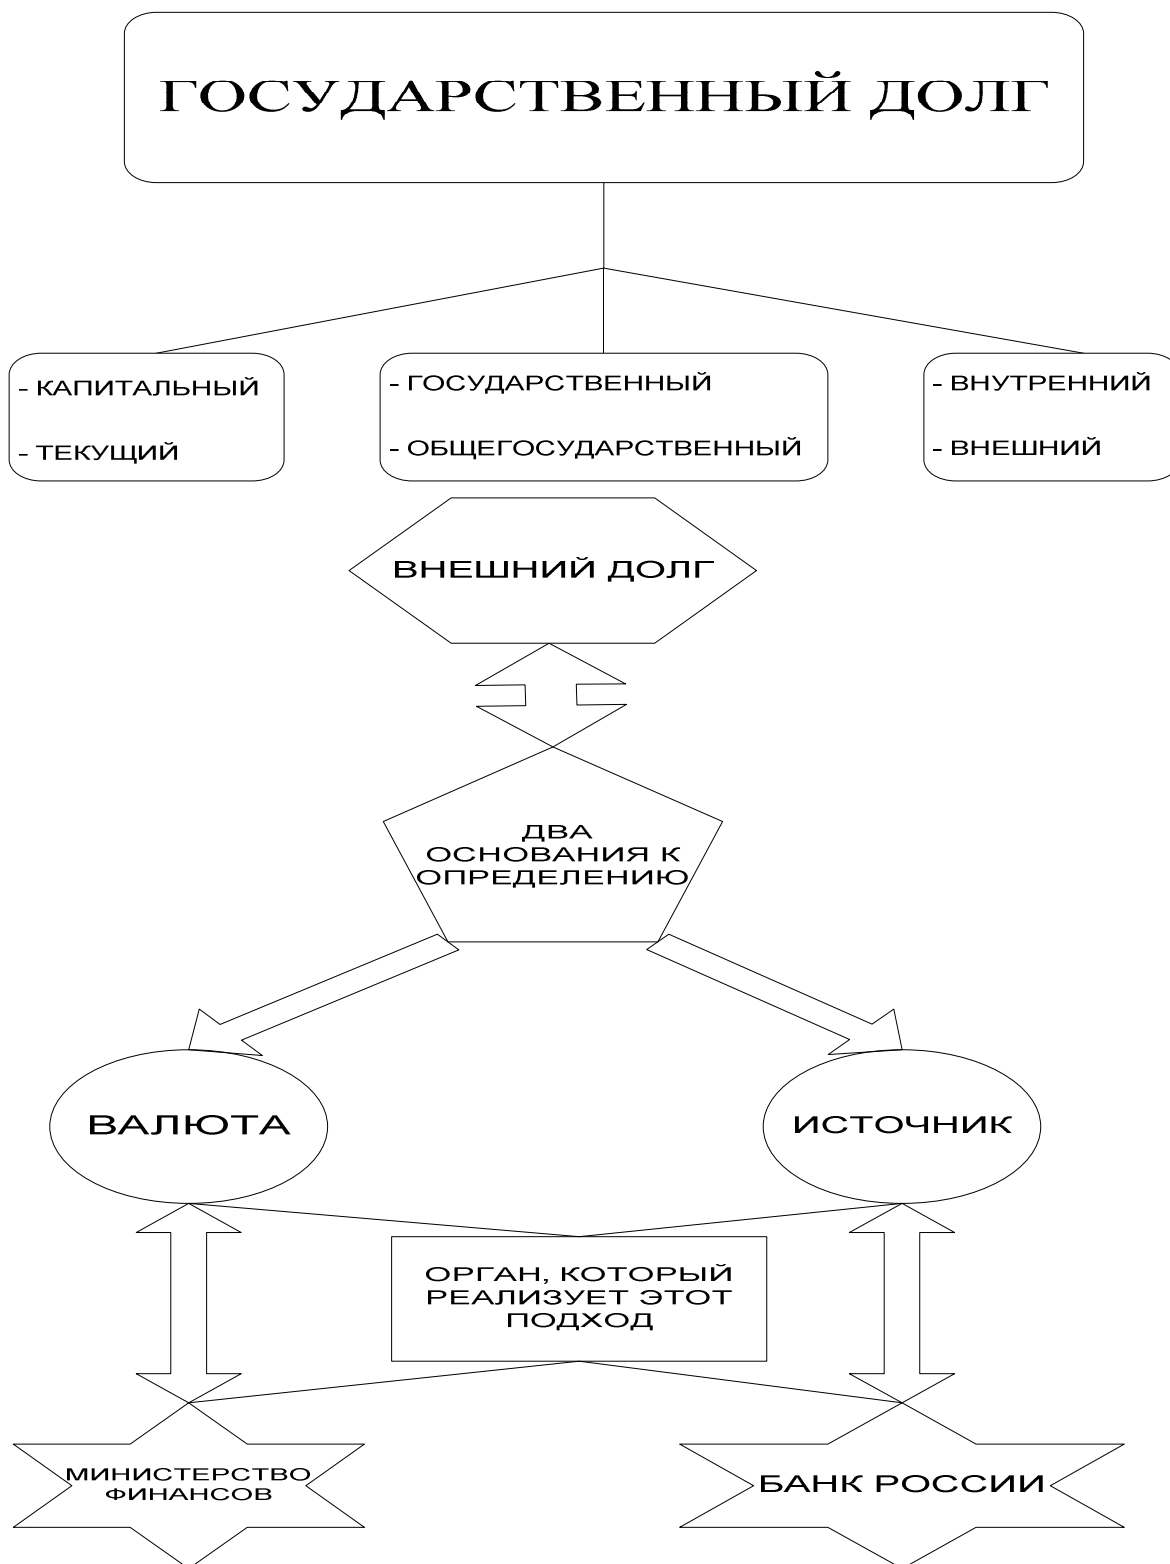 ГОСУДАРСТВЕННЫЙ ДОЛГ
- КАПИТАЛЬНЫЙ
- ТЕКУЩИЙ
- ГОСУДАРСТВЕННЫЙ
- ОБЩЕГОСУДАРСТВЕННЫЙ
- ВНУТРЕННИЙ
- ВНЕШНИЙ
ВНЕШНИЙ ДОЛГ
ДВА
ОСНОВАНИЯ К
ОПРЕДЕЛЕНИЮ
ВАЛЮТА
ИСТОЧНИК
ОРГАН, КОТОРЫЙ
РЕАЛИЗУЕТ ЭТОТ
ПОДХОД
МИНИСТЕРСТВО
ФИНАНСОВ
БАНК РОССИИ